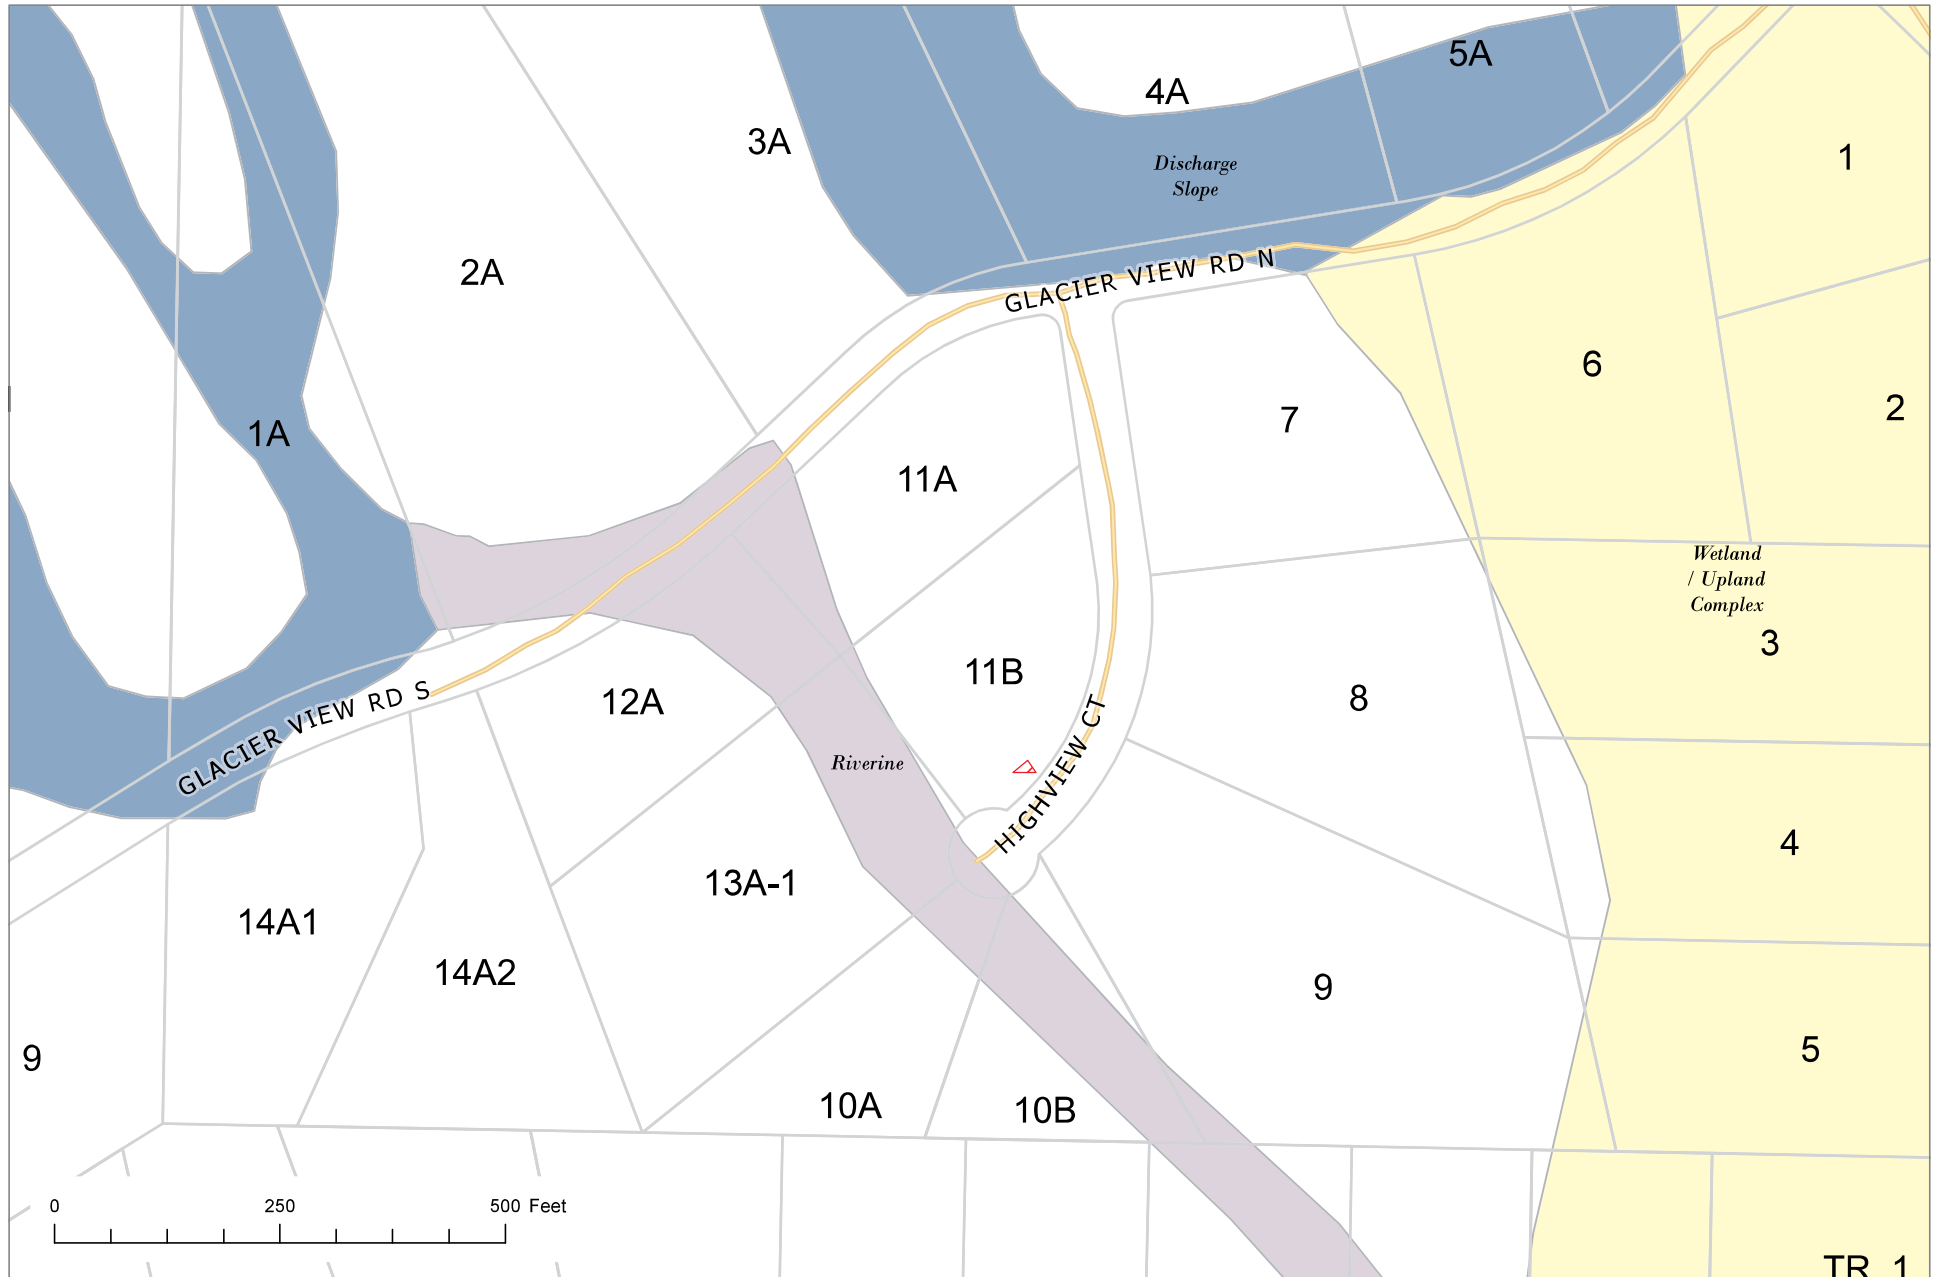 5A
4A
3A
1
Discharge
Slope
2A
GLACIER VIEW RD N
6
7
2
1A
11A
Wetland
/ Upland
Complex
3
11B
12A
8
GLACIER VIEW RD S
HIGHVIEW CT
Riverine
4
13A-1
14A1
14A2
9
5
9
10A
10B
0 250 500 Feet
TR 1